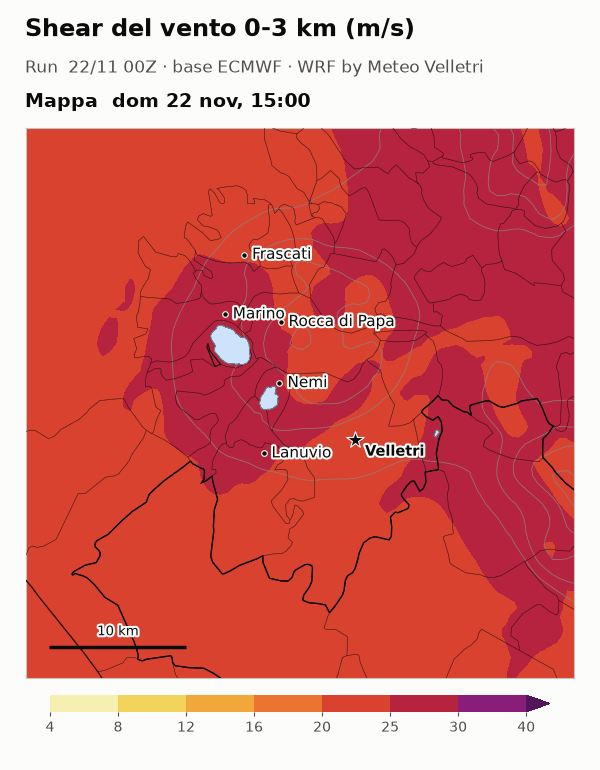 Shear del vento 0-3 km (m/s)
Run  22/11 00Z · base ECMWF · WRF by Meteo Velletri
Mappa  dom 22 nov, 15:00
Frascati
Marino
Rocca di Papa
Nemi
Velletri
Lanuvio
10 km
4 8 12 16 20 25 30 40